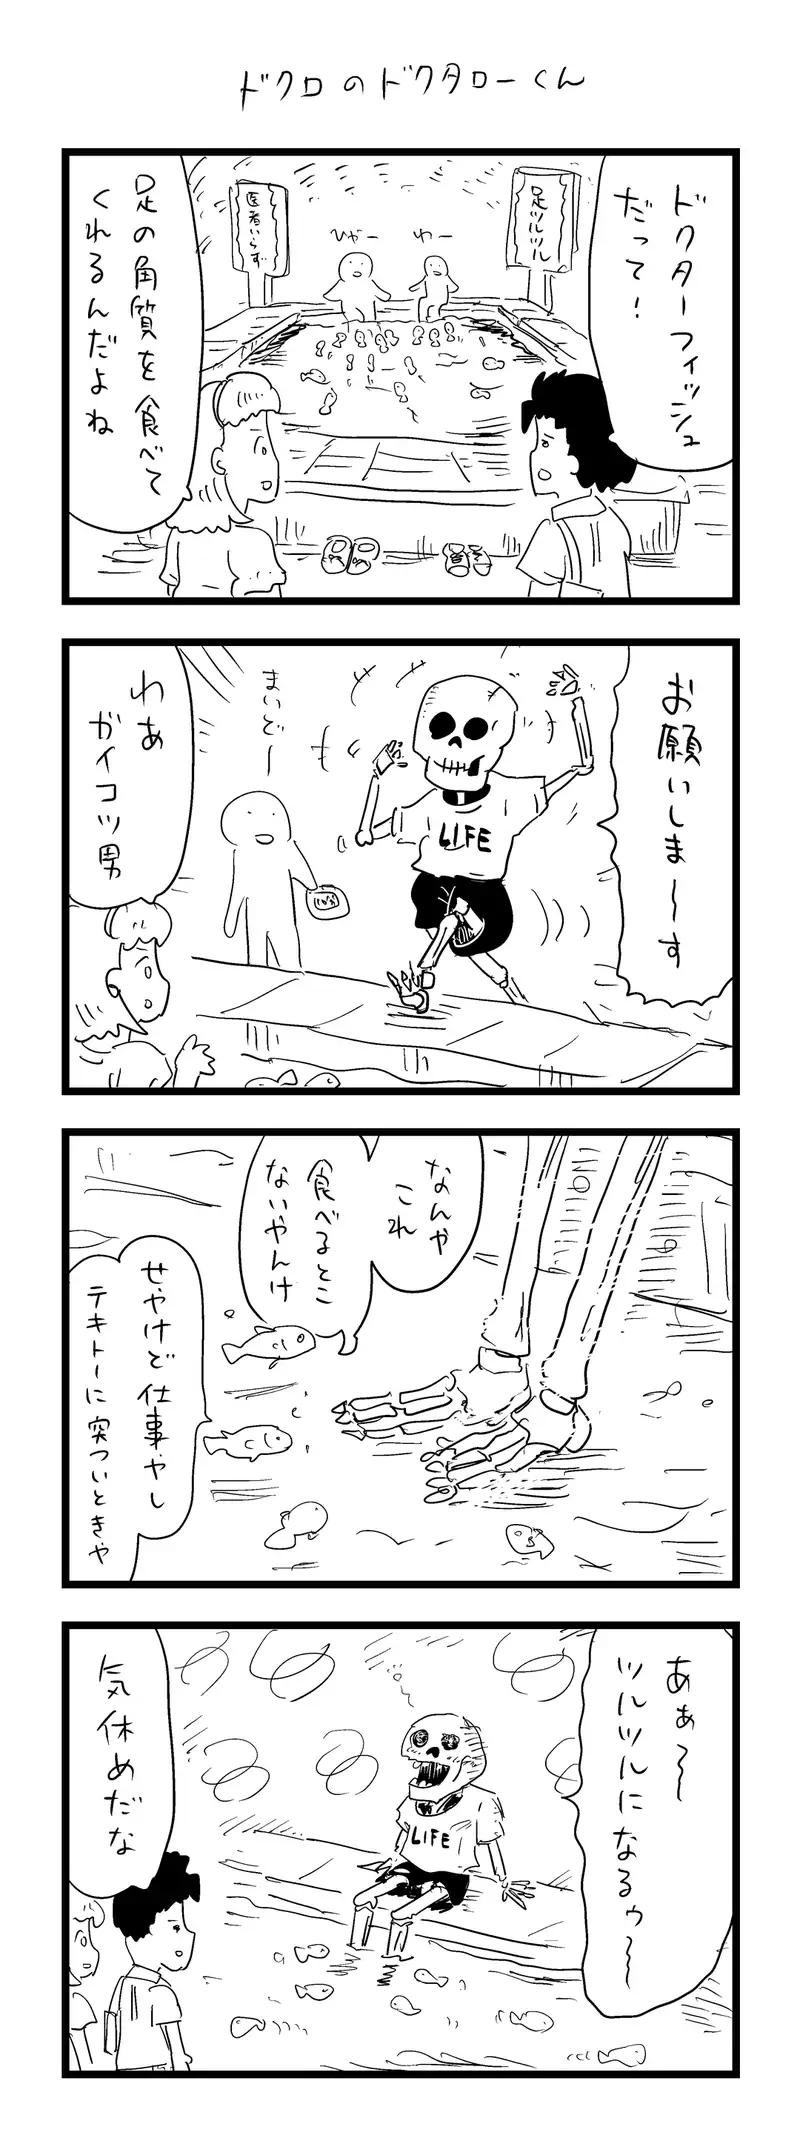 ドクロのドクタローくん
ドクターフィッシュ
だって!
足ツルツル
わー
ひゃー
医者いらず
足の角質を食べて
くれるんだよね
お願いしま〜す
まいど〜
LIFE
わあ
ガイコツ男
なんや
これ
食べるとこ
ないやんけ
せやけど仕事やし
テキトーに突ついときや
あぁ〜
ツルツルになるゥ〜
LIFE
気休めだな